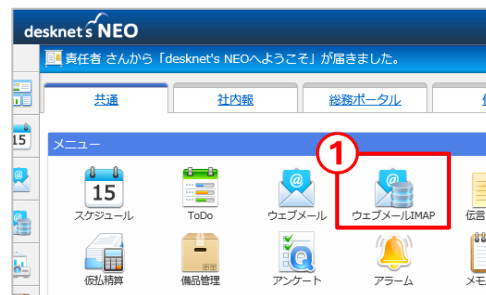 desknet's NEO
責任者 さんから「desknet's NEOへようこそ」が届きました。
共通 社内報 総務ポータル
15 メニュー
①
15
スケジュール ToDo ウェブメール ウェブメールIMAP 伝言
仮払精算 備品管理 アンケート アラーム メモ